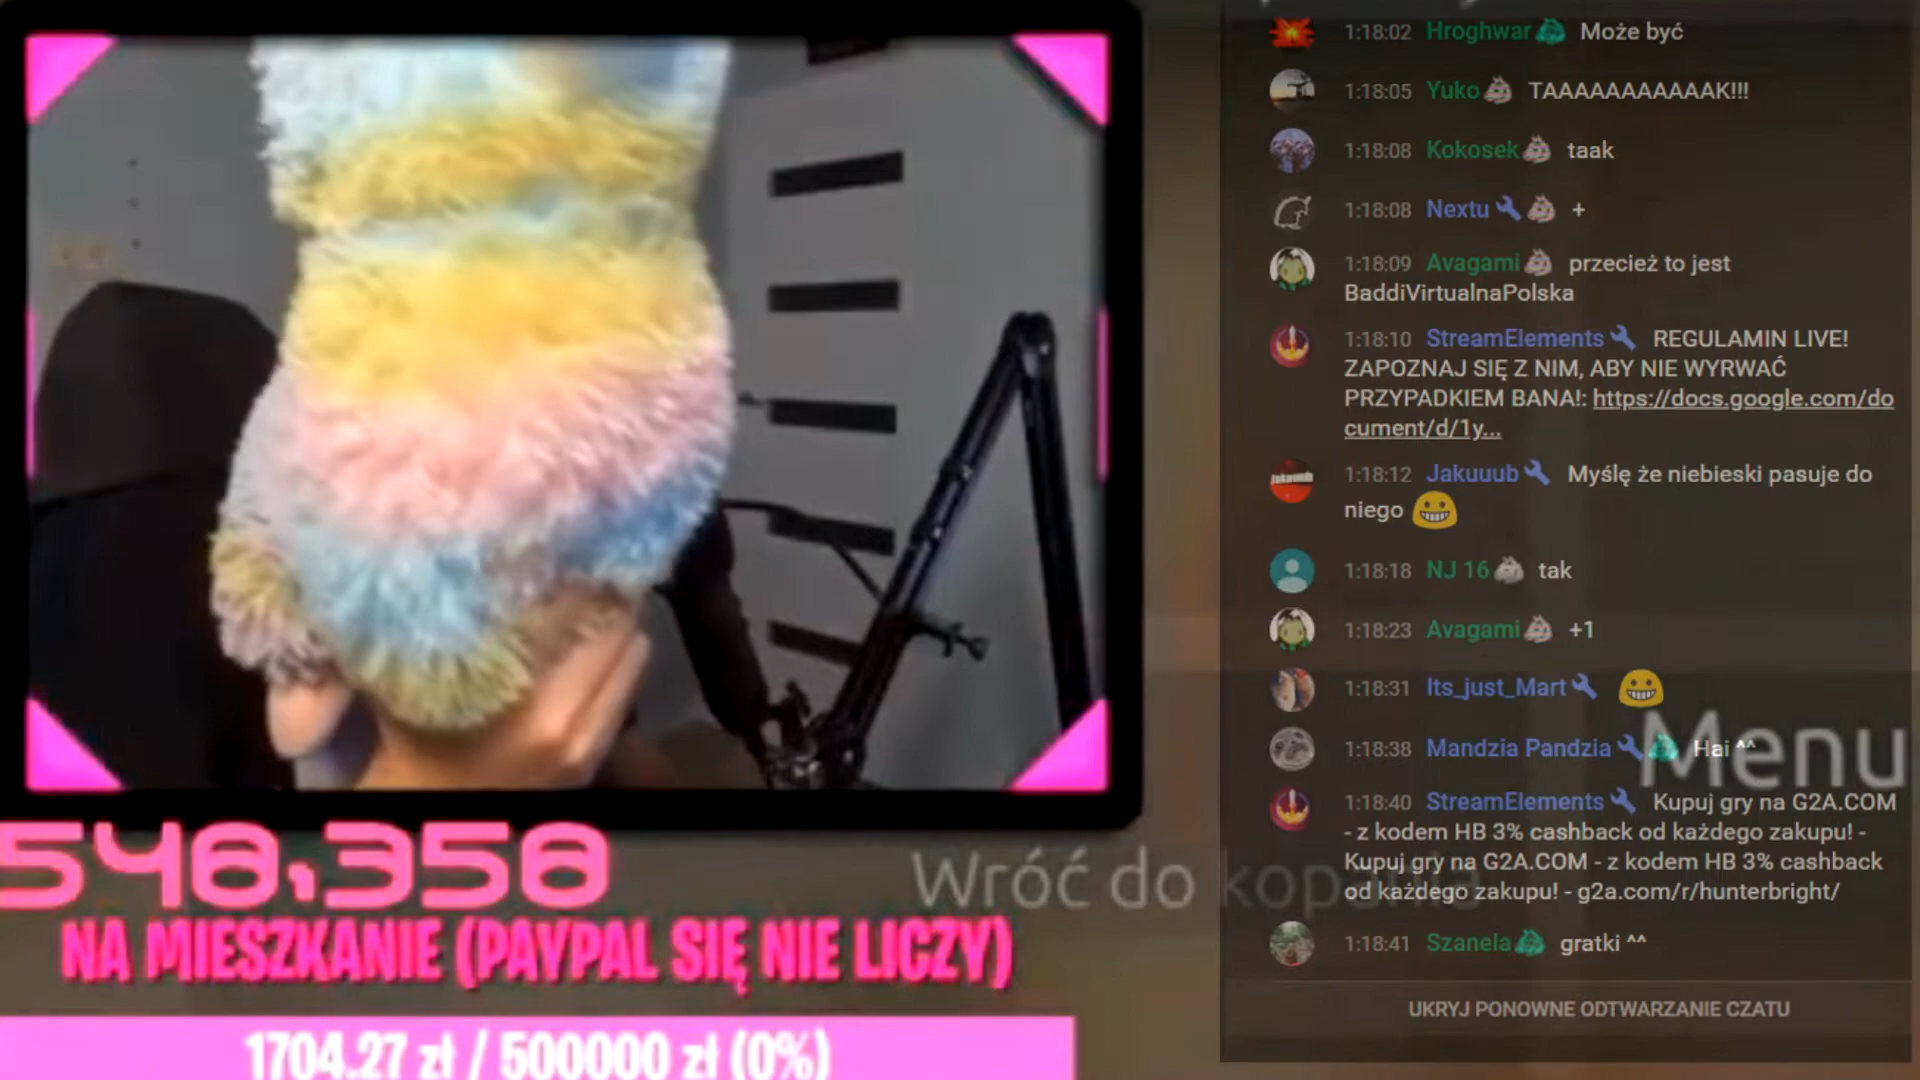 1:18:02 Hroghwar Może być
1:18:05 Yuko TAAAAAAAAAAAK!!!
1:18:08 Kokosek taak
1:18:08 Nextu +
1:18:09 Avagami przecież to jest
BaddiVirtualnaPolska
1:18:10 StreamElements REGULAMIN LIVE!
ZAPOZNAJ SIĘ Z NIM, ABY NIE WYRWAĆ
PRZYPADKIEM BANA!: https://docs.google.com/do
cument/d/1y...
1:18:12 Jakuuub Myślę że niebieski pasuje do
niego
1:18:18 NJ 16 tak
1:18:23 Avagami +1
1:18:31 Its_just_Mart
1:18:38 Mandzia Pandzia Hai ^^
1:18:40 StreamElements Kupuj gry na G2A.COM
- z kodem HB 3% cashback od każdego zakupu! -
Kupuj gry na G2A.COM - z kodem HB 3% cashback
od każdego zakupu! - g2a.com/r/hunterbright/
1:18:41 Szanela gratki ^^
UKRYJ PONOWNE ODTWARZANIE CZATU
Menu
Wróć do kopania
548,358
NA MIESZKANIE (PAYPAL SIĘ NIE LICZY)
1704.27 zł / 500000 zł (0%)